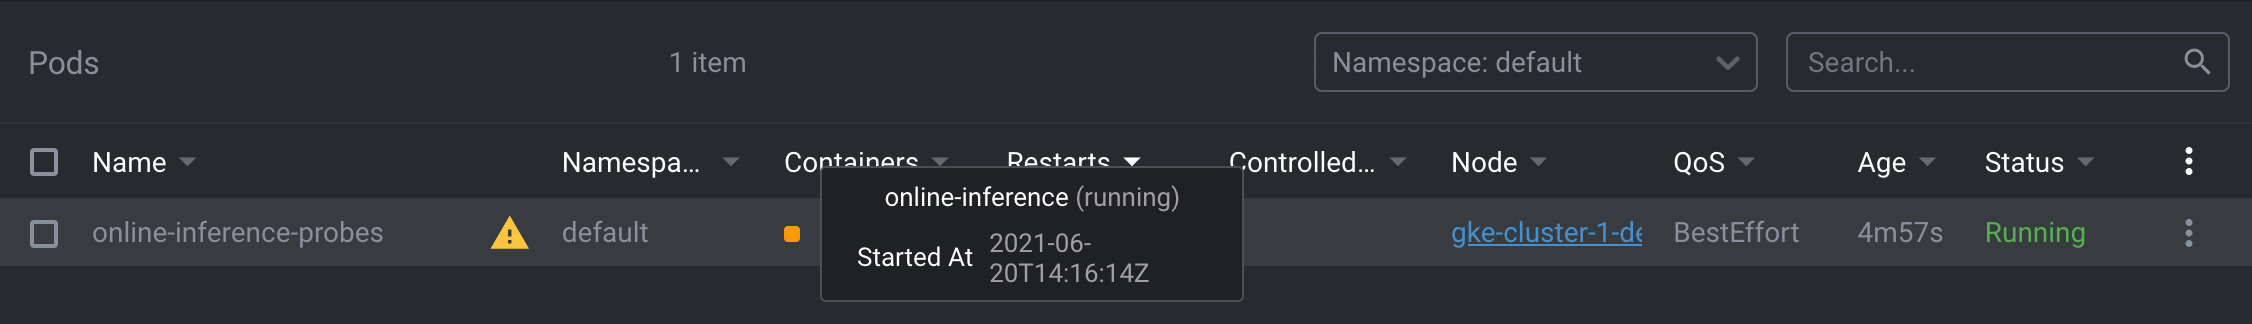 Pods 1 item Namespace: default Search...
Name Namespa... Containers Restarts Controlled... Node QoS Age Status
online-inference (running)
online-inference-probes default gke-cluster-1-de BestEffort 4m57s Running
Started At 2021-06-
20T14:16:14Z